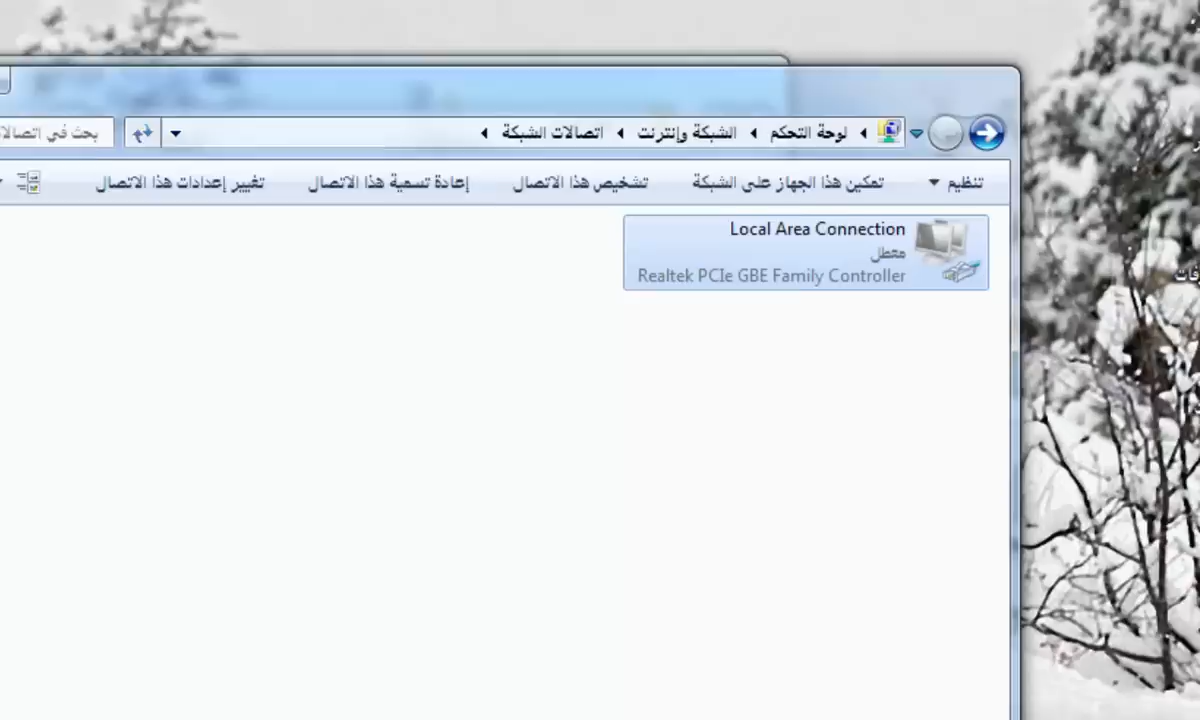 لوحة التحكم ◄ الشبكة وإنترنت ◄ اتصالات الشبكة ◄
بحث في
تنظيم ▼ تمكين هذا الجهاز على الشبكة تشخيص هذا الاتصال إعادة تسمية هذا الاتصال تغيير إعدادات هذا الاتصال
Local Area Connection
معطل
Realtek PCIe GBE Family Controller